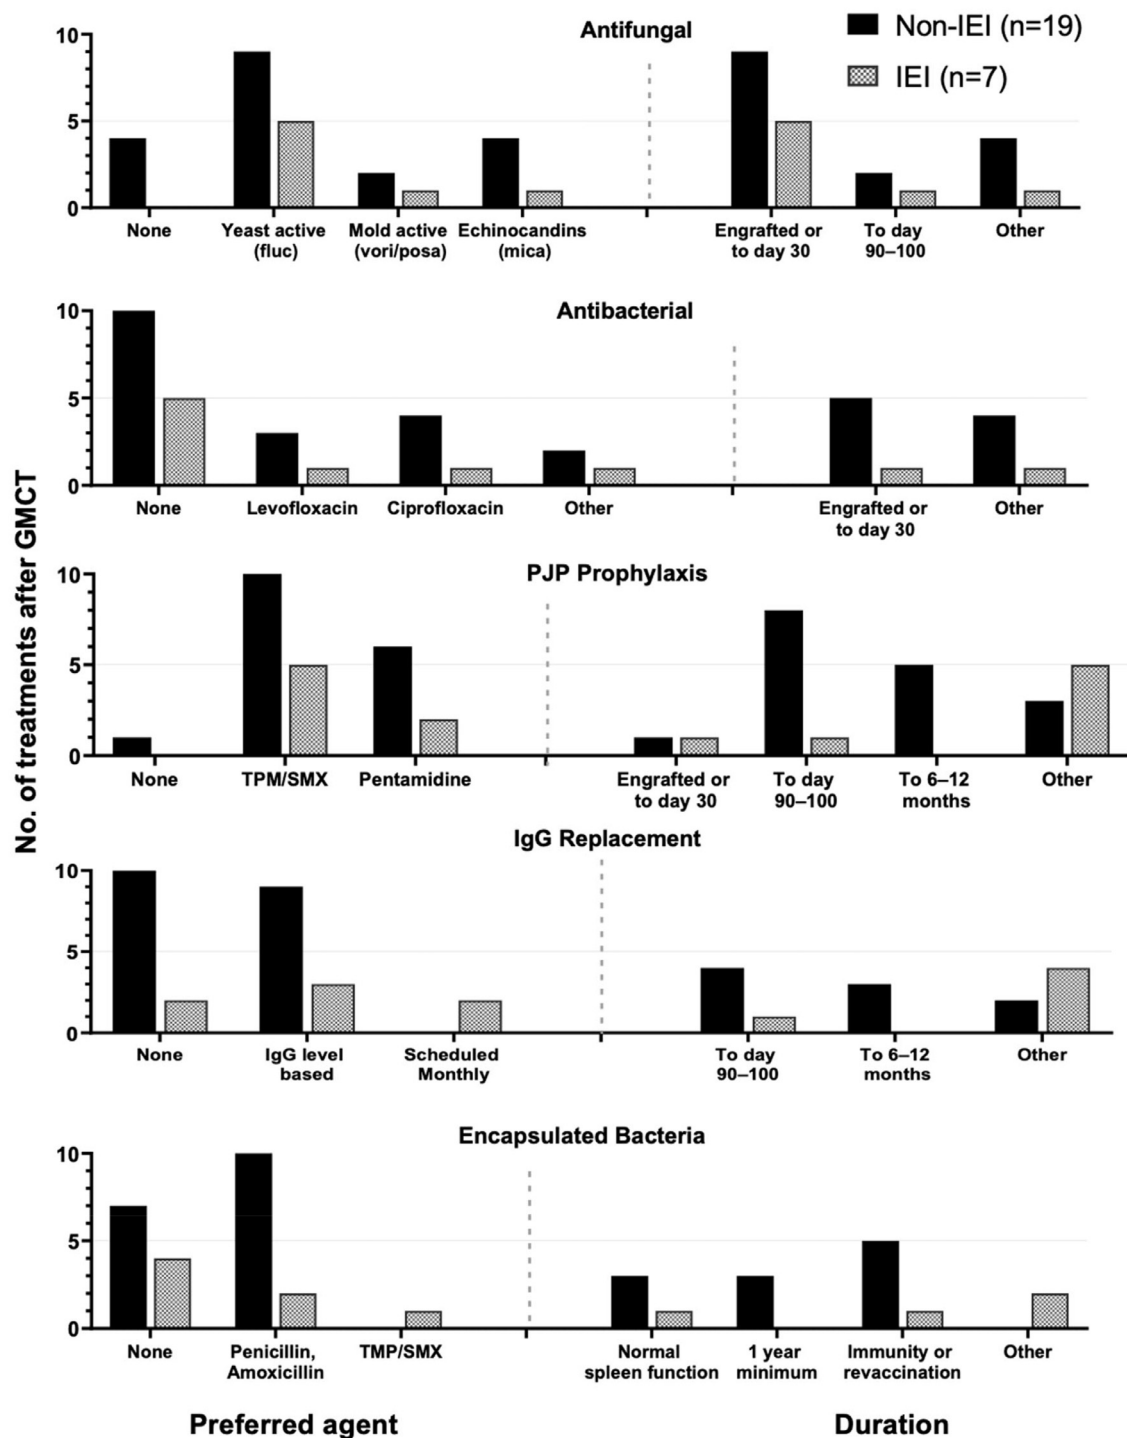 Antifungal
Non-IEI (n=19)
IEI (n=7)
10
5
0
None
Yeast active
(fluc)
Mold active
(vori/posa)
Echinocandins
(mica)
Engrafted or
to day 30
To day
90–100
Other
Antibacterial
10
5
0
None
Levofloxacin
Ciprofloxacin
Other
Engrafted or
to day 30
Other
PJP Prophylaxis
10
5
0
None
TPM/SMX
Pentamidine
Engrafted or
to day 30
To day
90–100
To 6–12
months
Other
IgG Replacement
10
5
0
None
IgG level
based
Scheduled
Monthly
To day
90–100
To 6–12
months
Other
Encapsulated Bacteria
10
5
0
None
Penicillin,
Amoxicillin
TMP/SMX
Normal
spleen function
1 year
minimum
Immunity or
revaccination
Other
No. of treatments after GMCT
Preferred agent
Duration